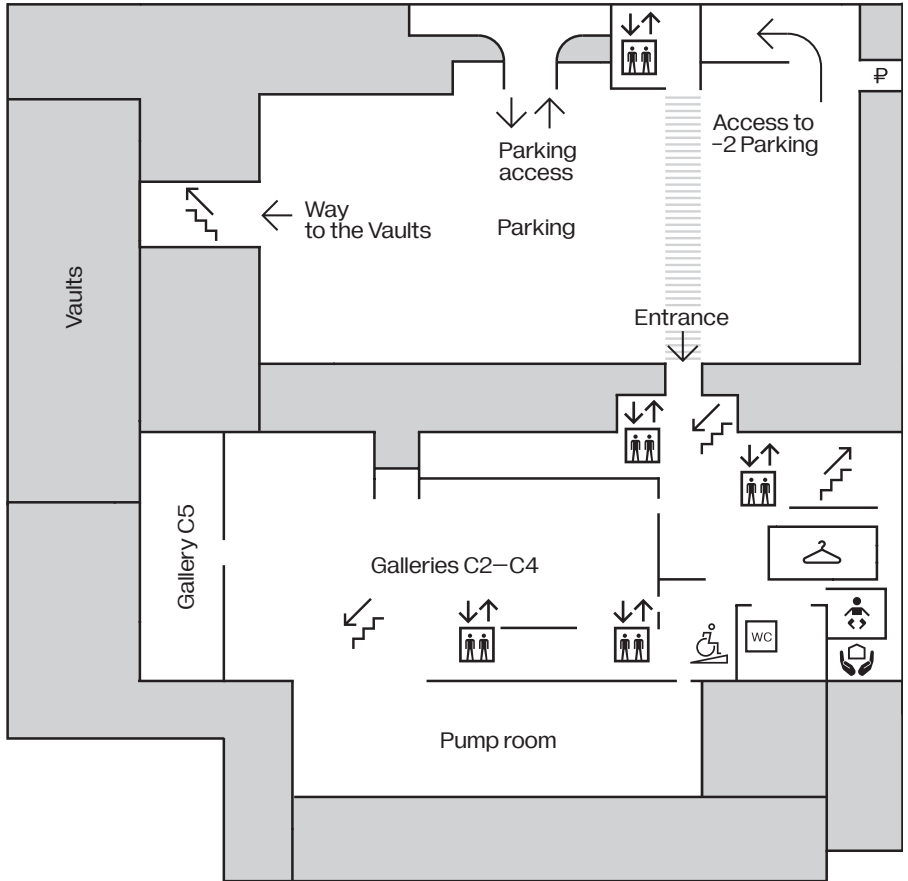 ₽
Access to
−2 Parking
Parking
access
Way
to the Vaults
Parking
Vaults
Entrance
Gallery C5
Galleries C2—C4
WC
Pump room